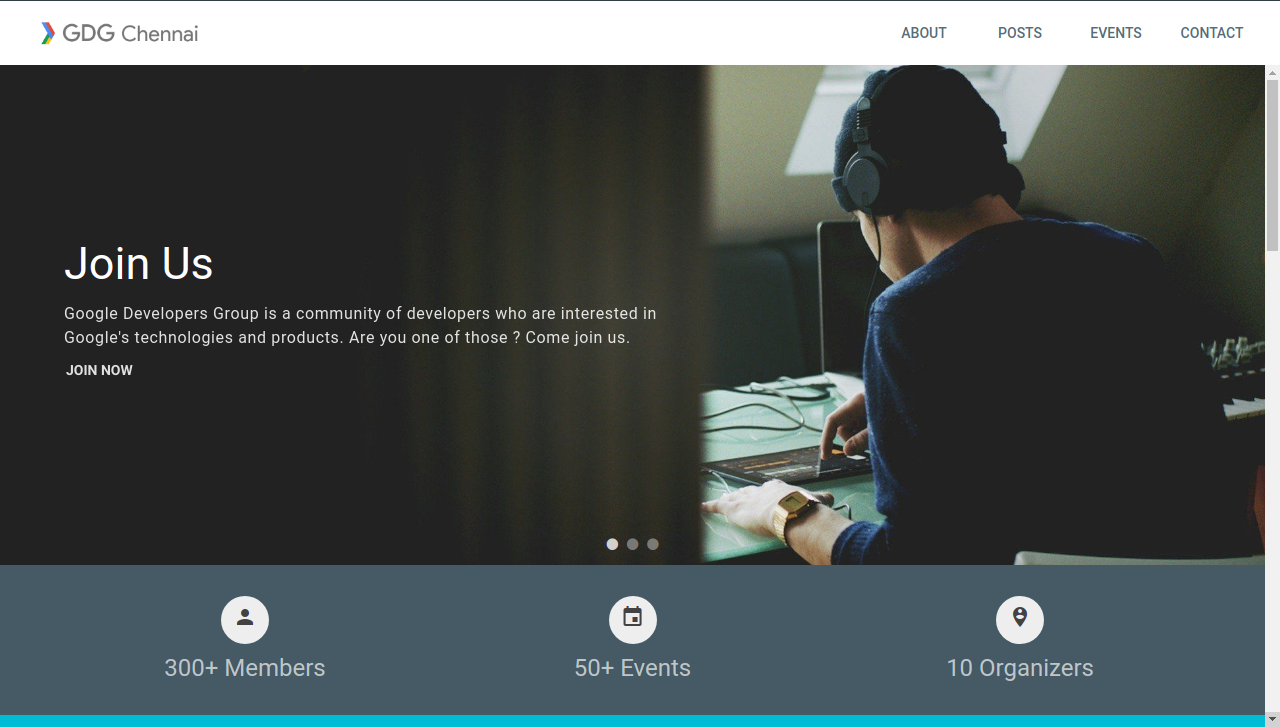 GDG Chennai
ABOUT POSTS EVENTS CONTACT
Join Us
Google Developers Group is a community of developers who are interested in
Google's technologies and products. Are you one of those ? Come join us.
JOIN NOW
300+ Members
50+ Events
10 Organizers